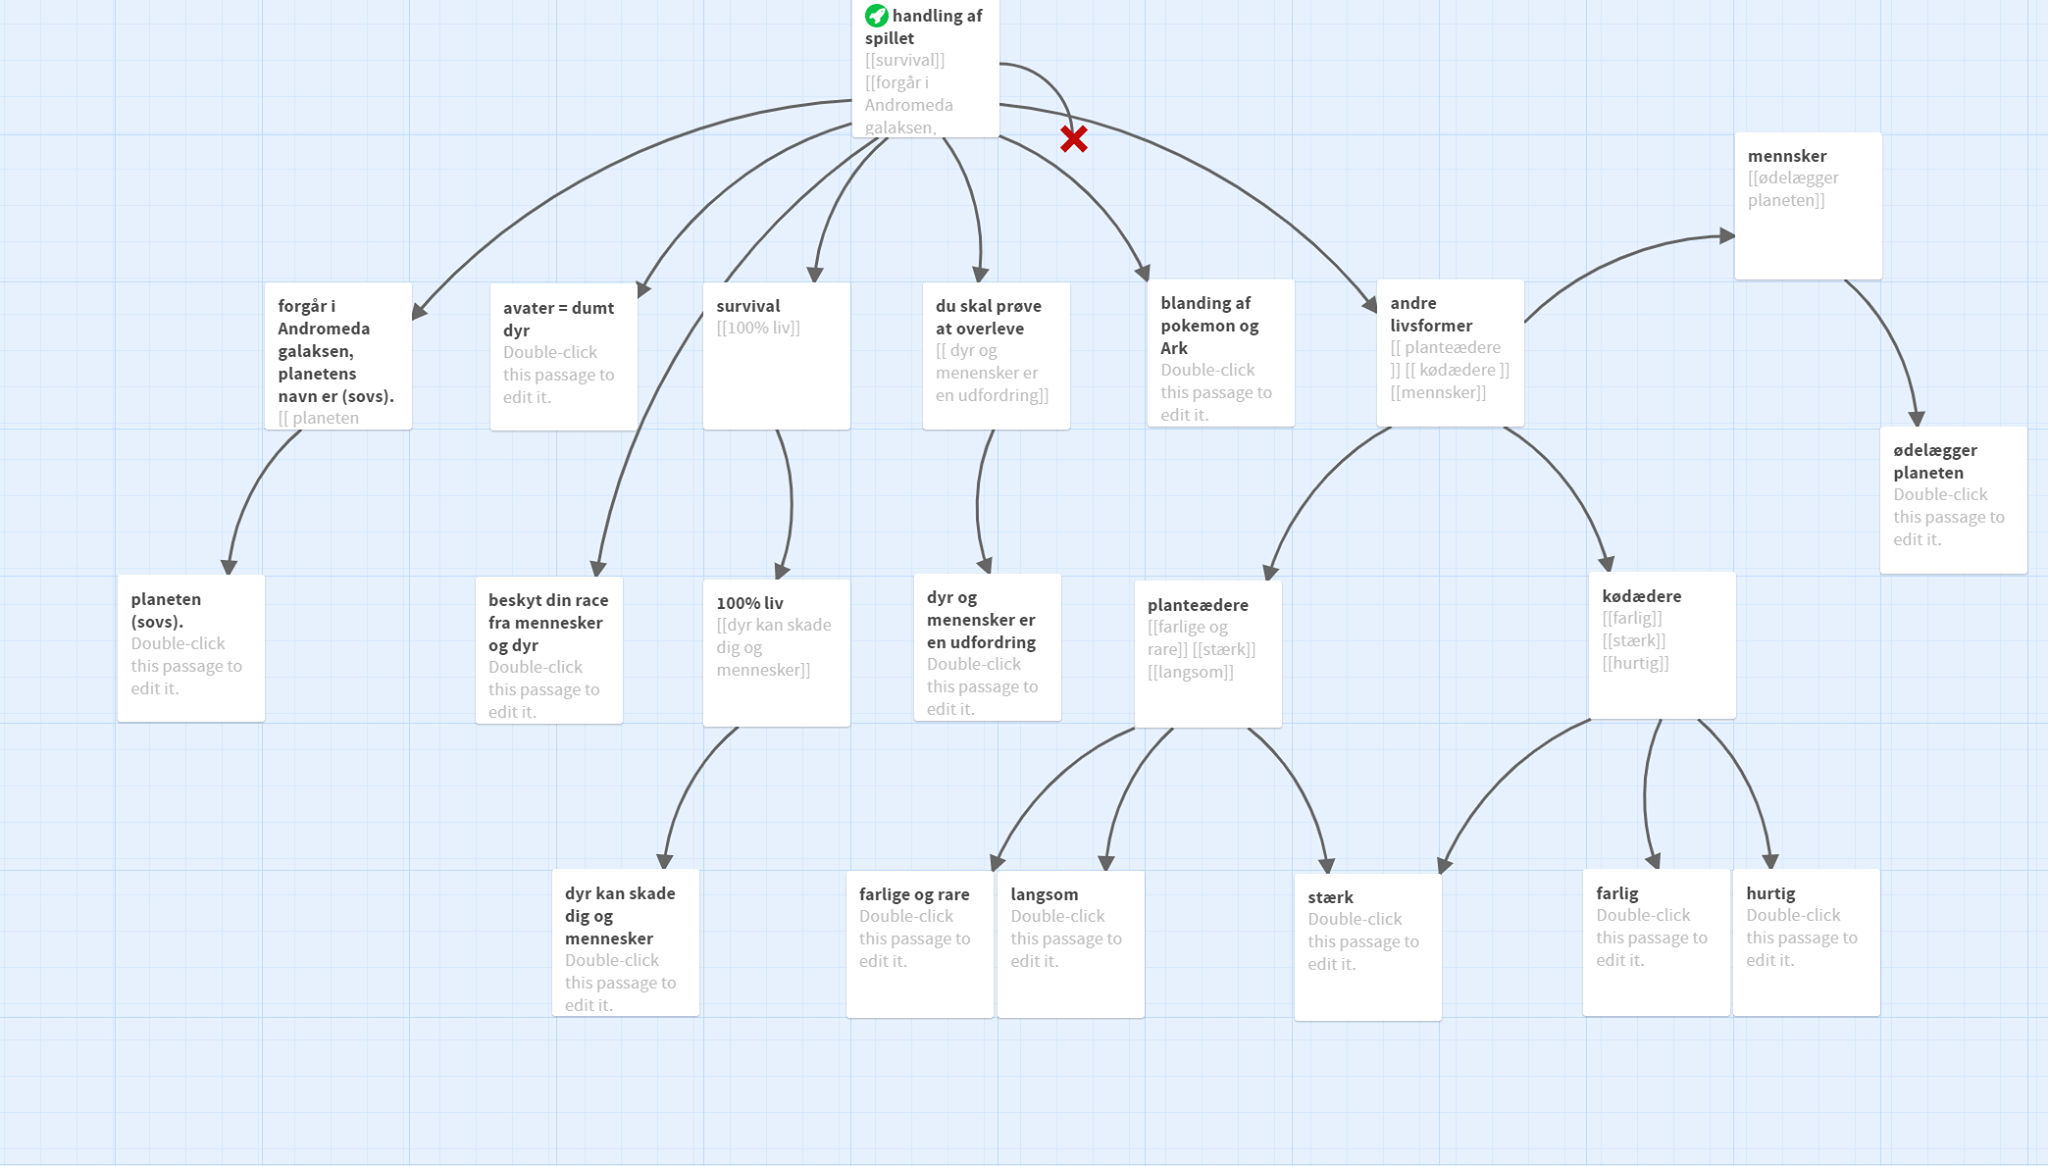 handling af
spillet
[[survival]]
[[forgår i
Andromeda
galaksen,
mennsker
[[ødelægger
planeten]]
forgår i
Andromeda
galaksen,
planetens
navn er (sovs).
[[ planeten
avater = dumt
dyr
Double-click
this passage to
edit it.
survival
[[100% liv]]
du skal prøve
at overleve
[[ dyr og
menensker er
en udfordring]]
blanding af
pokemon og
Ark
Double-click
this passage to
edit it.
andre
livsformer
[[ planteædere
]] [[ kødædere ]]
[[mennsker]]
ødelægger
planeten
Double-click
this passage to
edit it.
planeten
(sovs).
Double-click
this passage to
edit it.
beskyt din race
fra mennesker
og dyr
Double-click
this passage to
edit it.
100% liv
[[dyr kan skade
dig og
mennesker]]
dyr og
menensker er
en udfordring
Double-click
this passage to
edit it.
planteædere
[[farlige og
rare]] [[stærk]]
[[langsom]]
kødædere
[[farlig]]
[[stærk]]
[[hurtig]]
dyr kan skade
dig og
mennesker
Double-click
this passage to
edit it.
farlige og rare
Double-click
this passage to
edit it.
langsom
Double-click
this passage to
edit it.
stærk
Double-click
this passage to
edit it.
farlig
Double-click
this passage to
edit it.
hurtig
Double-click
this passage to
edit it.